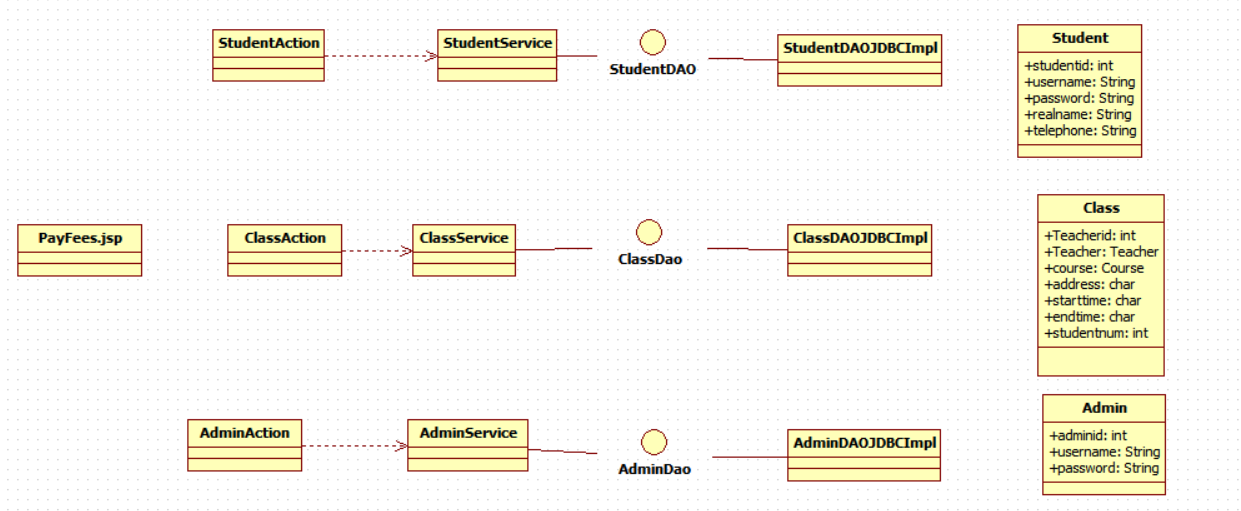 StudentAction
StudentService
StudentDAO
StudentDAOJDBCImpl
Student
+studentid: int
+username: String
+password: String
+realname: String
+telephone: String
PayFees.jsp
ClassAction
ClassService
ClassDao
ClassDAOJDBCImpl
Class
+Teacherid: int
+Teacher: Teacher
+course: Course
+address: char
+starttime: char
+endtime: char
+studentnum: int
AdminAction
AdminService
AdminDao
AdminDAOJDBCImpl
Admin
+adminid: int
+username: String
+password: String